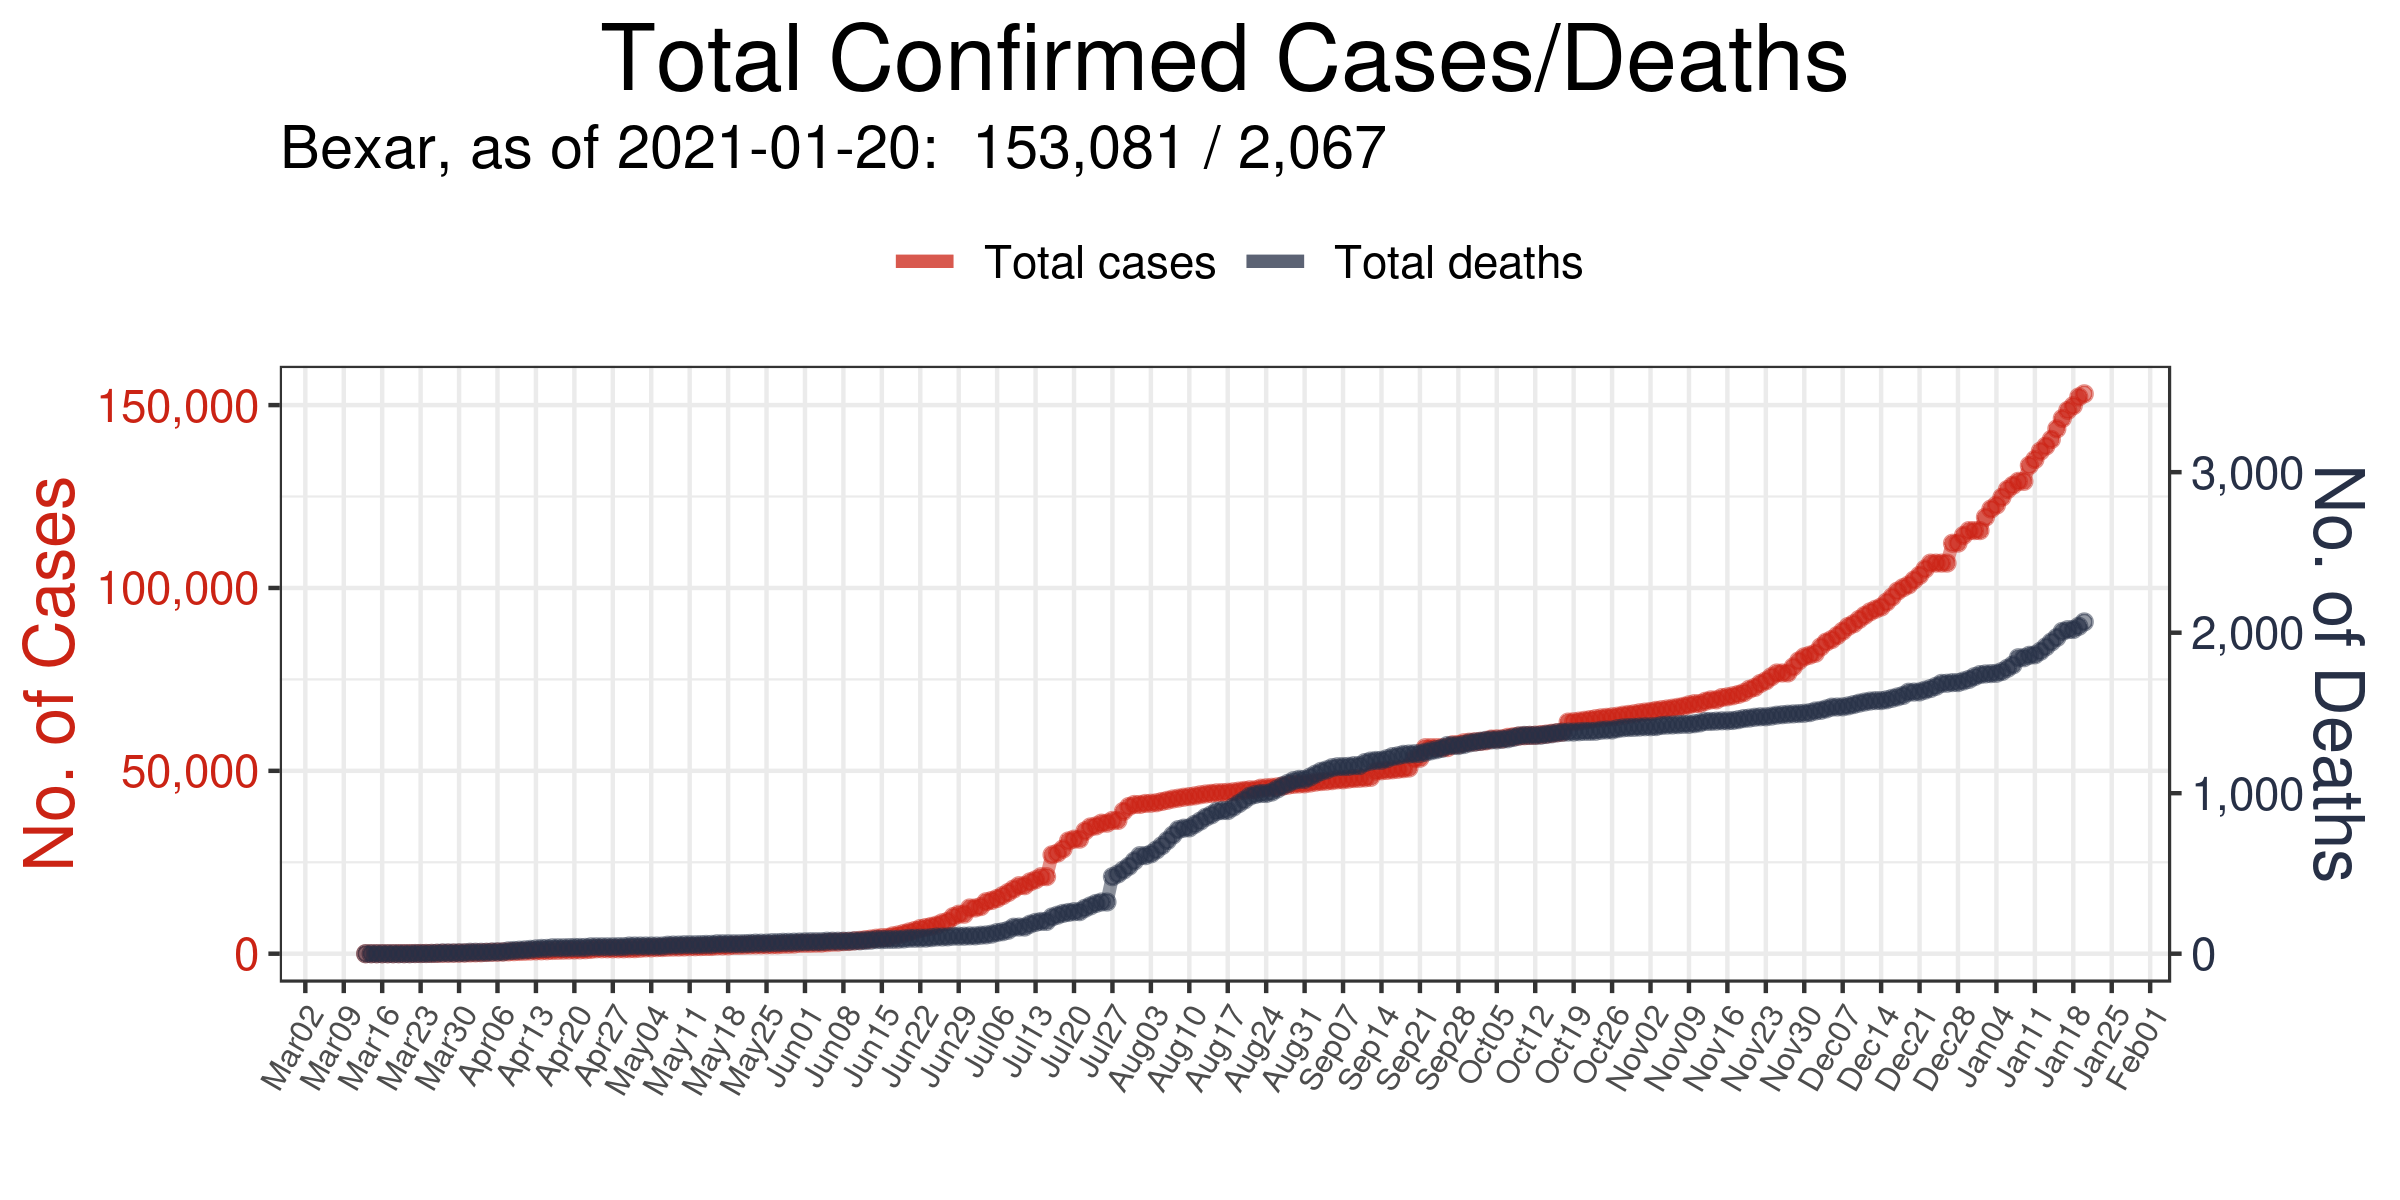 Total Confirmed Cases/Deaths
Bexar, as of 2021-01-20:  153,081 / 2,067
Total cases
Total deaths
No. of Cases
150,000
100,000
50,000
0
3,000
2,000
1,000
0
No. of Deaths
Mar02
Mar09
Mar16
Mar23
Mar30
Apr06
Apr13
Apr20
Apr27
May04
May11
May18
May25
Jun01
Jun08
Jun15
Jun22
Jun29
Jul06
Jul13
Jul20
Jul27
Aug03
Aug10
Aug17
Aug24
Aug31
Sep07
Sep14
Sep21
Sep28
Oct05
Oct12
Oct19
Oct26
Nov02
Nov09
Nov16
Nov23
Nov30
Dec07
Dec14
Dec21
Dec28
Jan04
Jan11
Jan18
Jan25
Feb01